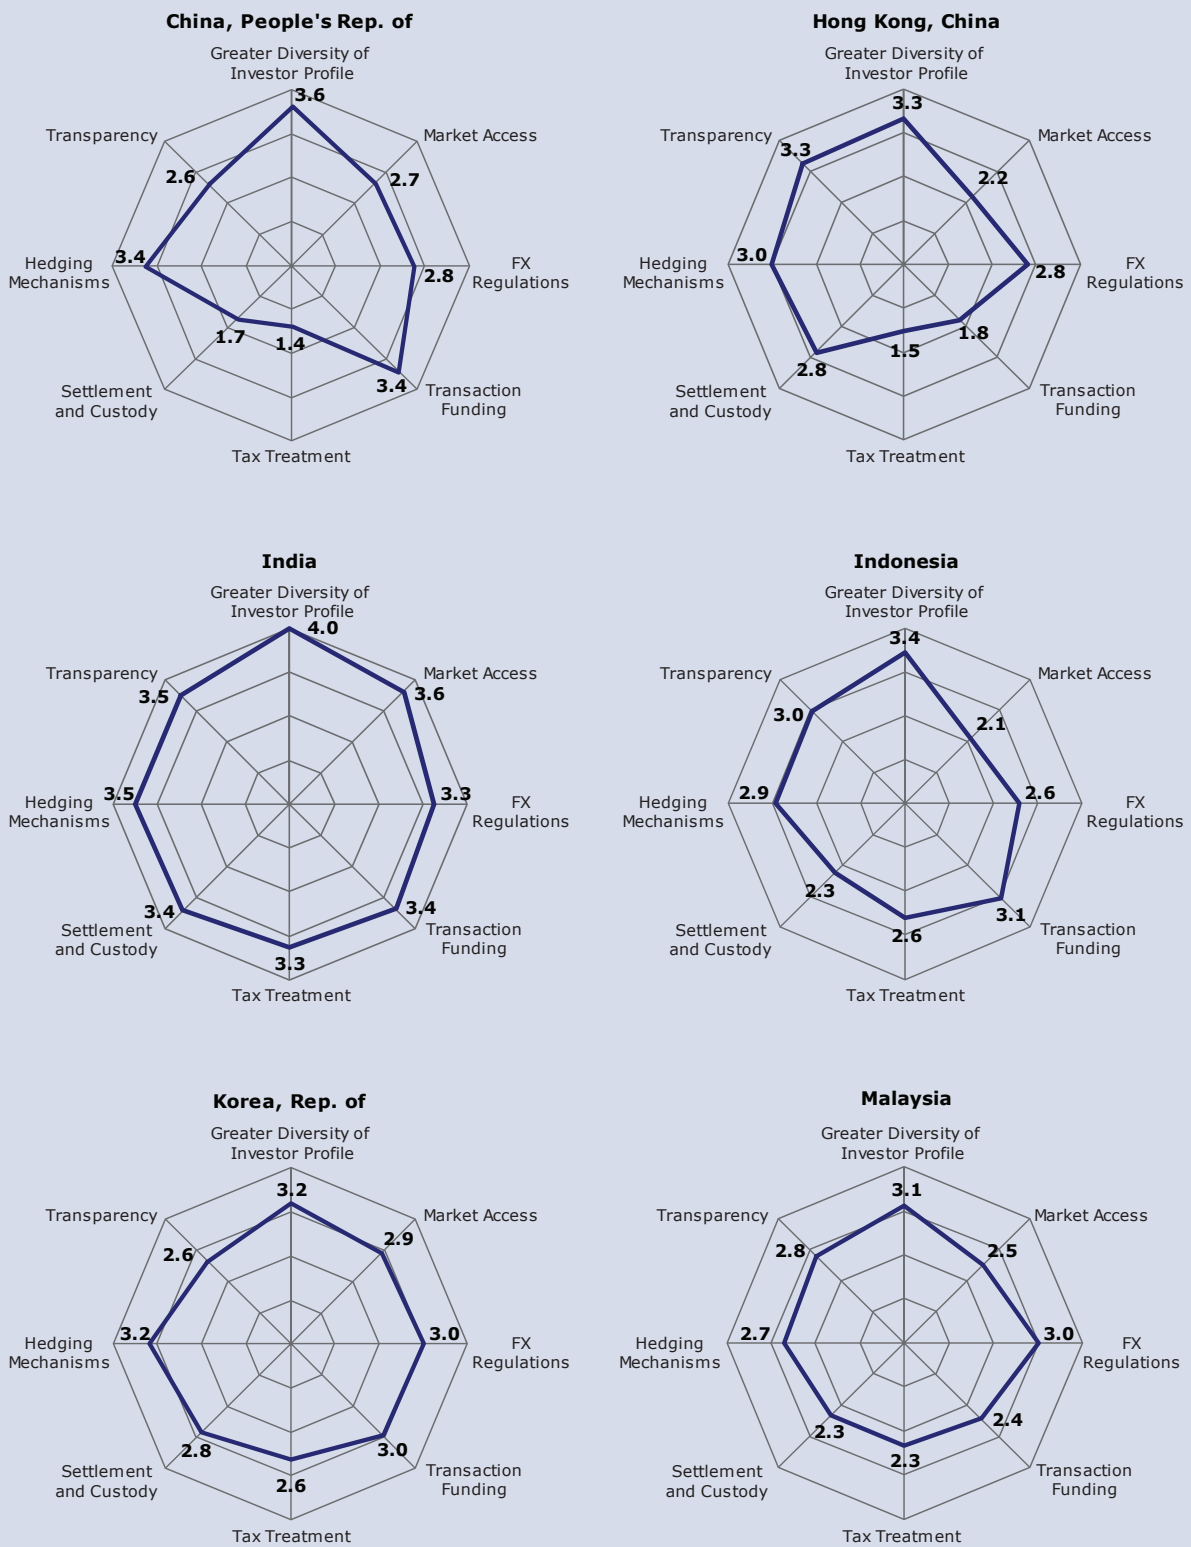 China, People's Rep. of
Greater Diversity of
Investor Profile
3.6
Transparency
Market Access
2.6
2.7
3.4
Hedging
Mechanisms
2.8
FX
Regulations
1.7
1.4
3.4
Settlement
and Custody
Transaction
Funding
Tax Treatment
Hong Kong, China
Greater Diversity of
Investor Profile
3.3
Transparency
3.3
Market Access
2.2
3.0
Hedging
Mechanisms
2.8
FX
Regulations
1.8
1.5
2.8
Settlement
and Custody
Transaction
Funding
Tax Treatment
India
Greater Diversity of
Investor Profile
4.0
Transparency
Market Access
3.5
3.6
3.5
Hedging
Mechanisms
3.3
FX
Regulations
3.4
3.4
Settlement
and Custody
Transaction
Funding
3.3
Tax Treatment
Indonesia
Greater Diversity of
Investor Profile
3.4
Transparency
Market Access
3.0
2.1
2.9
Hedging
Mechanisms
2.6
FX
Regulations
2.3
3.1
2.6
Settlement
and Custody
Transaction
Funding
Tax Treatment
Korea, Rep. of
Greater Diversity of
Investor Profile
3.2
Transparency
Market Access
2.6
2.9
3.2
Hedging
Mechanisms
3.0
FX
Regulations
2.8
3.0
Settlement
and Custody
Transaction
Funding
2.6
Tax Treatment
Malaysia
Greater Diversity of
Investor Profile
3.1
Transparency
Market Access
2.8
2.5
2.7
Hedging
Mechanisms
3.0
FX
Regulations
2.3
2.4
2.3
Settlement
and Custody
Transaction
Funding
Tax Treatment